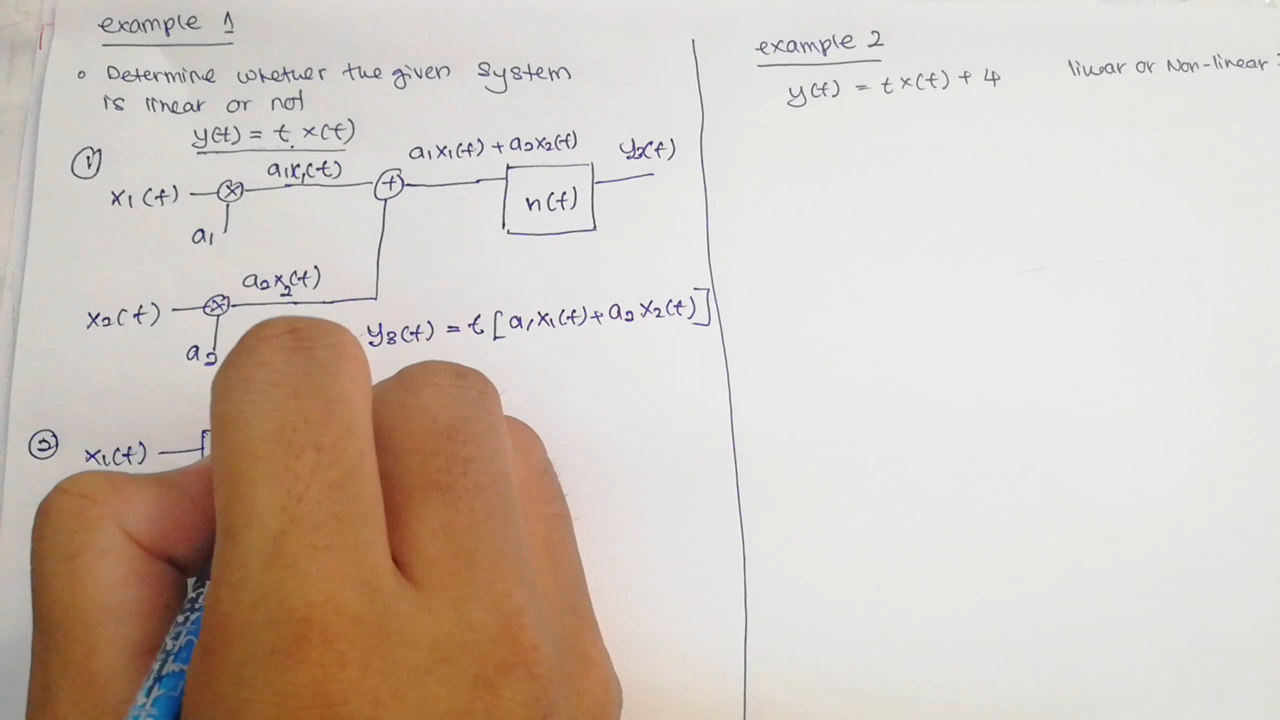 example 1
• Determine whether the given system
is linear or not
y(t) = t. x(t)
1
x1(t)
a1
a1x1(t)
+
a1x1(t) + a2x2(t)
h(t)
y3(t)
x2(t)
a2
a2x2(t)
y3(t) = t [a1x1(t) + a2x2(t)]
2
x1(t)
example 2
y(t) = t x(t) + 4
linear or Non-linear ?